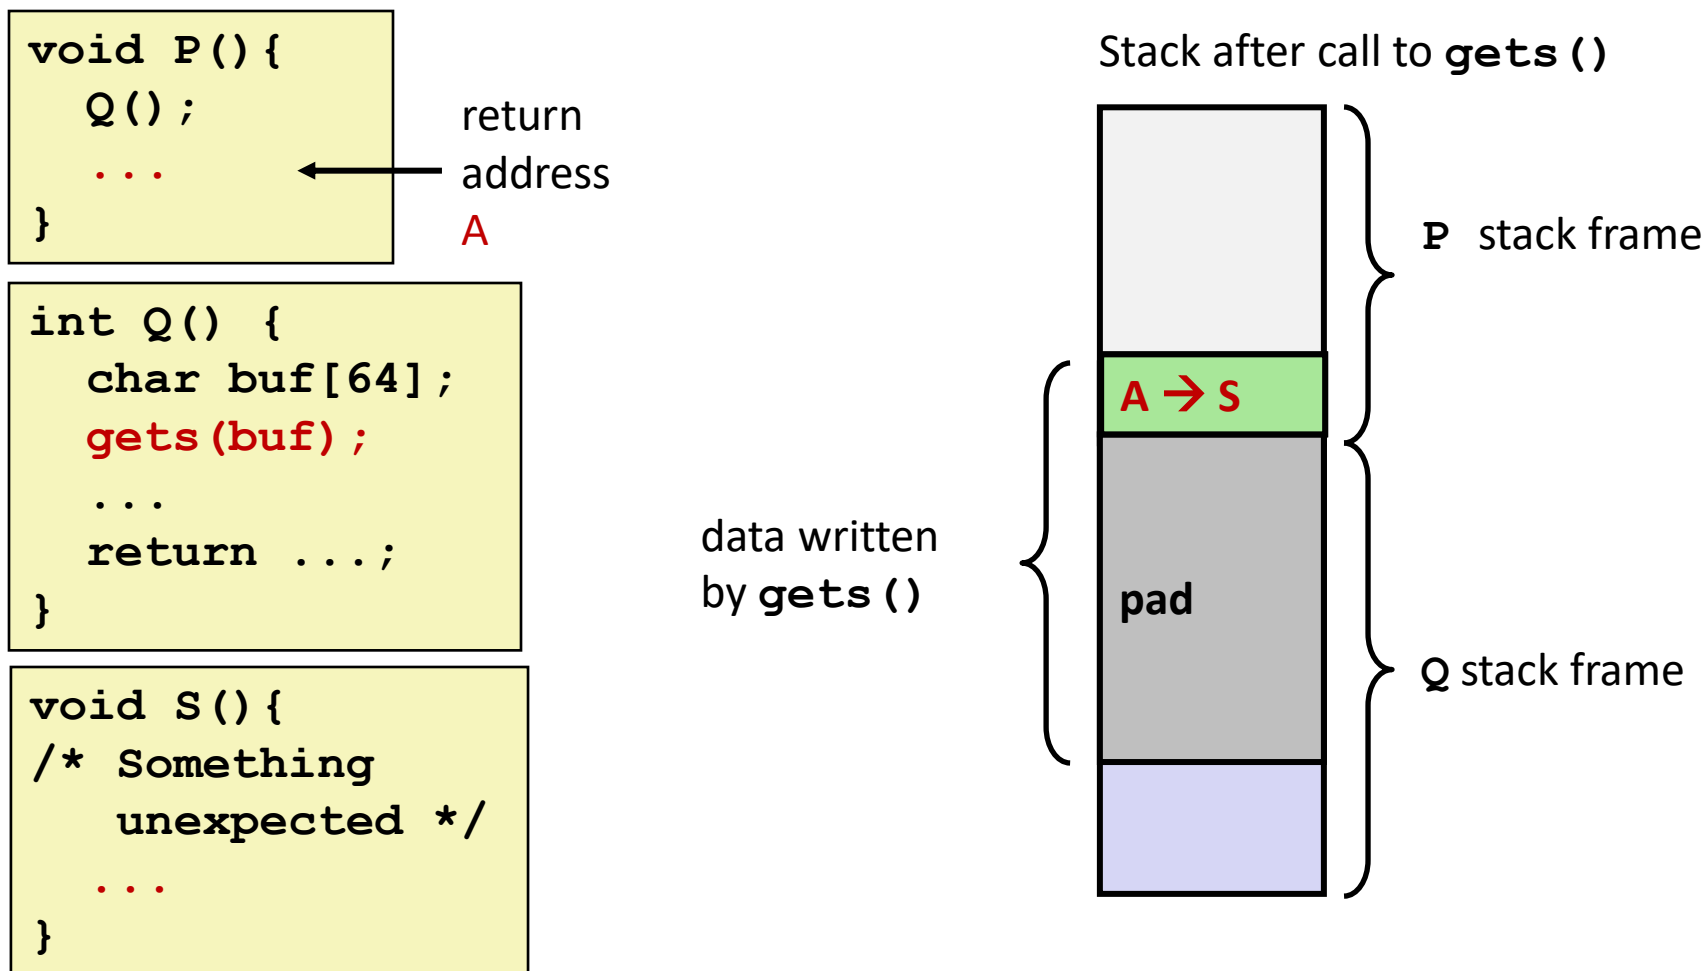 void P(){
Q();
...
}
return
address
A
int Q() {
char buf[64];
gets(buf);
...
return ...;
}
void S(){
/* Something
unexpected */
...
}
Stack after call to gets()
P stack frame
A → S
data written
by gets()
pad
Q stack frame